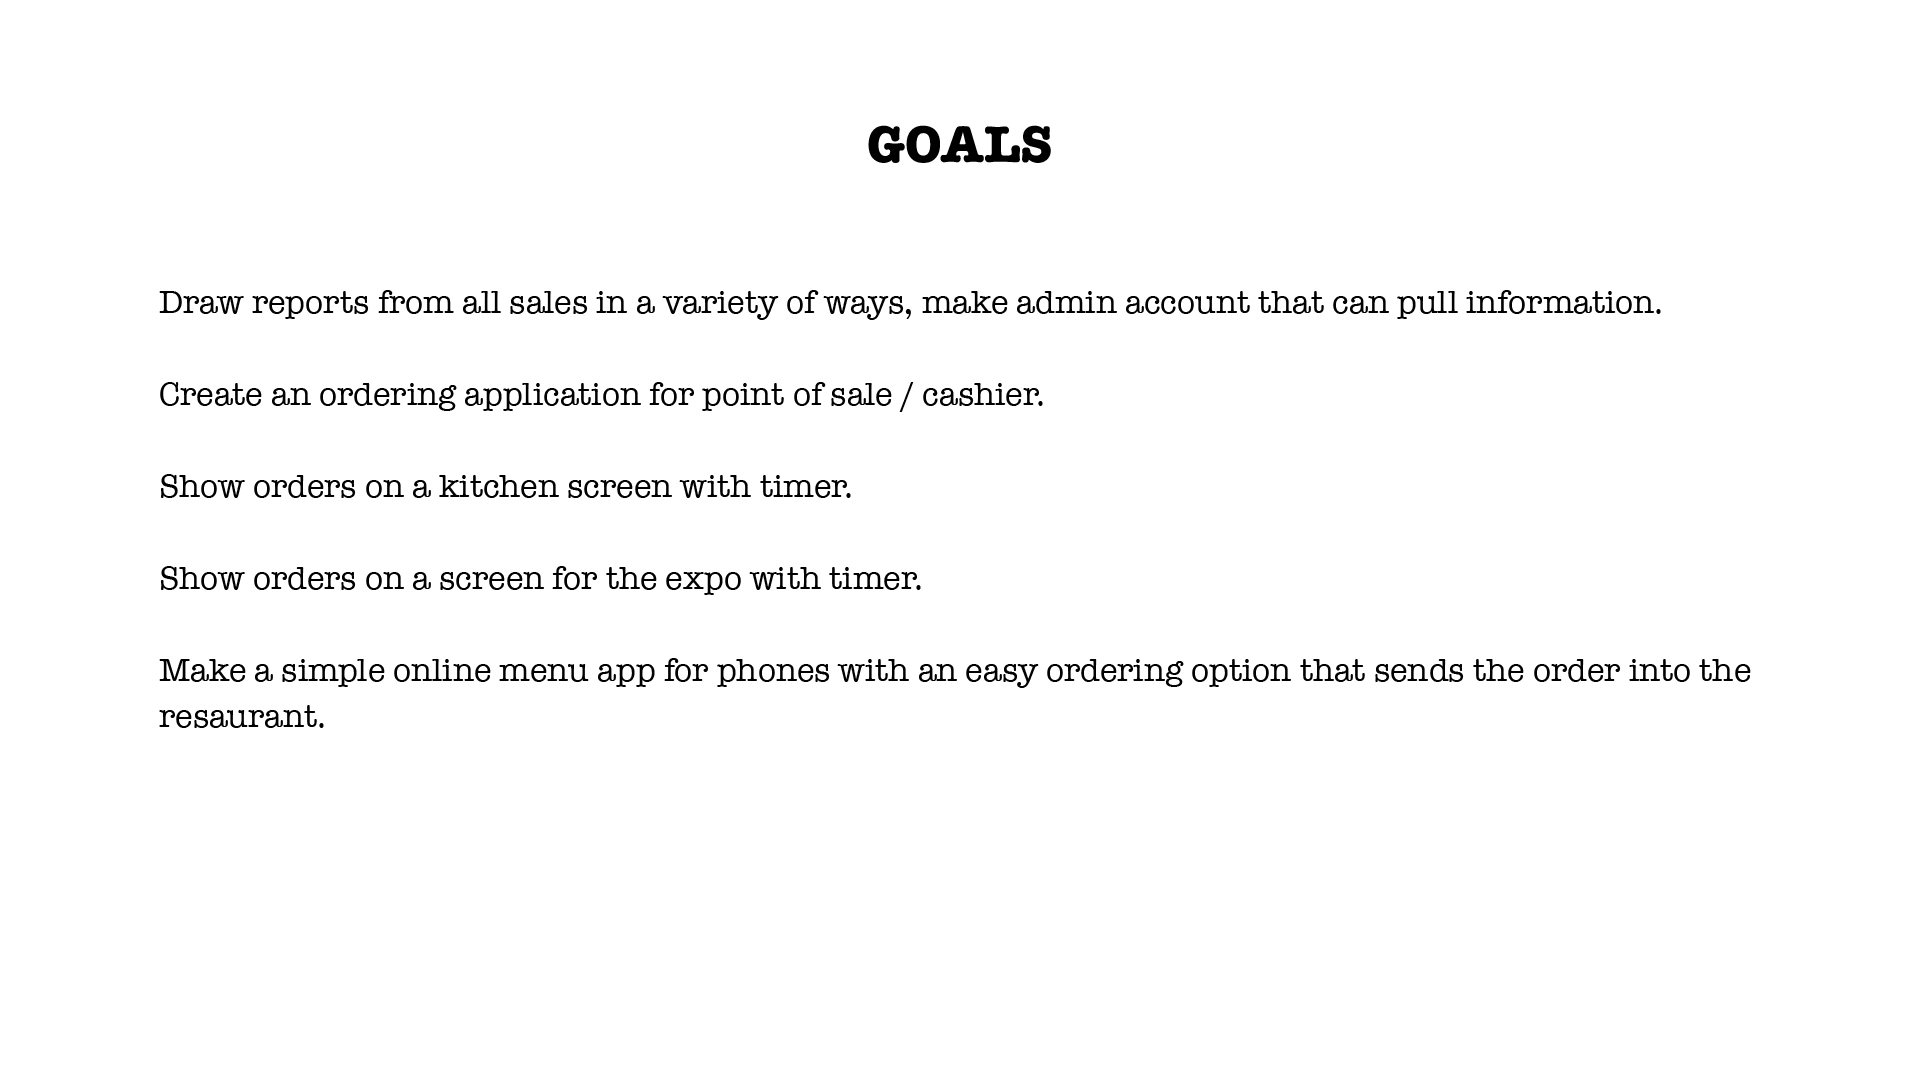 GOALS
Draw reports from all sales in a variety of ways, make admin account that can pull information.
Create an ordering application for point of sale / cashier.
Show orders on a kitchen screen with timer.
Show orders on a screen for the expo with timer.
Make a simple online menu app for phones with an easy ordering option that sends the order into the
resaurant.